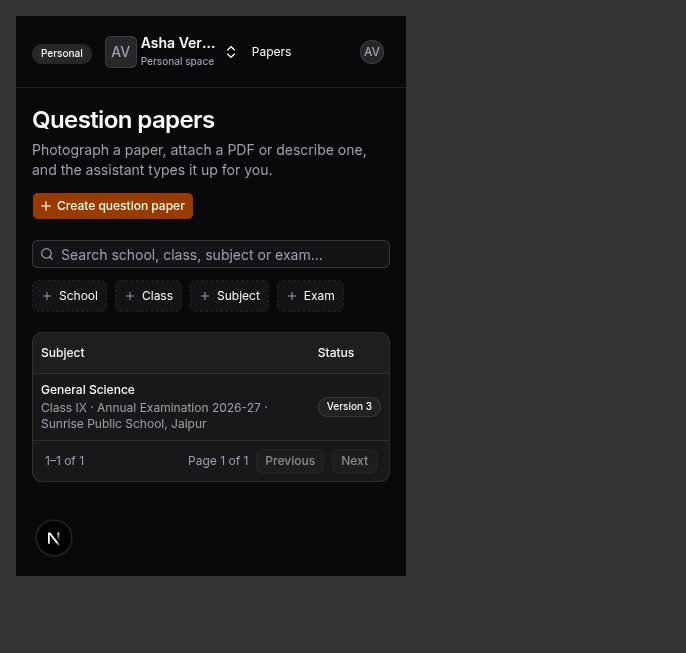 Personal
AV
Asha Ver...
Personal space
Papers
AV
Question papers
Photograph a paper, attach a PDF or describe one,
and the assistant types it up for you.
+ Create question paper
Search school, class, subject or exam...
+ School
+ Class
+ Subject
+ Exam
Subject
Status
General Science
Class IX · Annual Examination 2026-27 ·
Sunrise Public School, Jaipur
Version 3
1–1 of 1
Page 1 of 1
Previous
Next
N